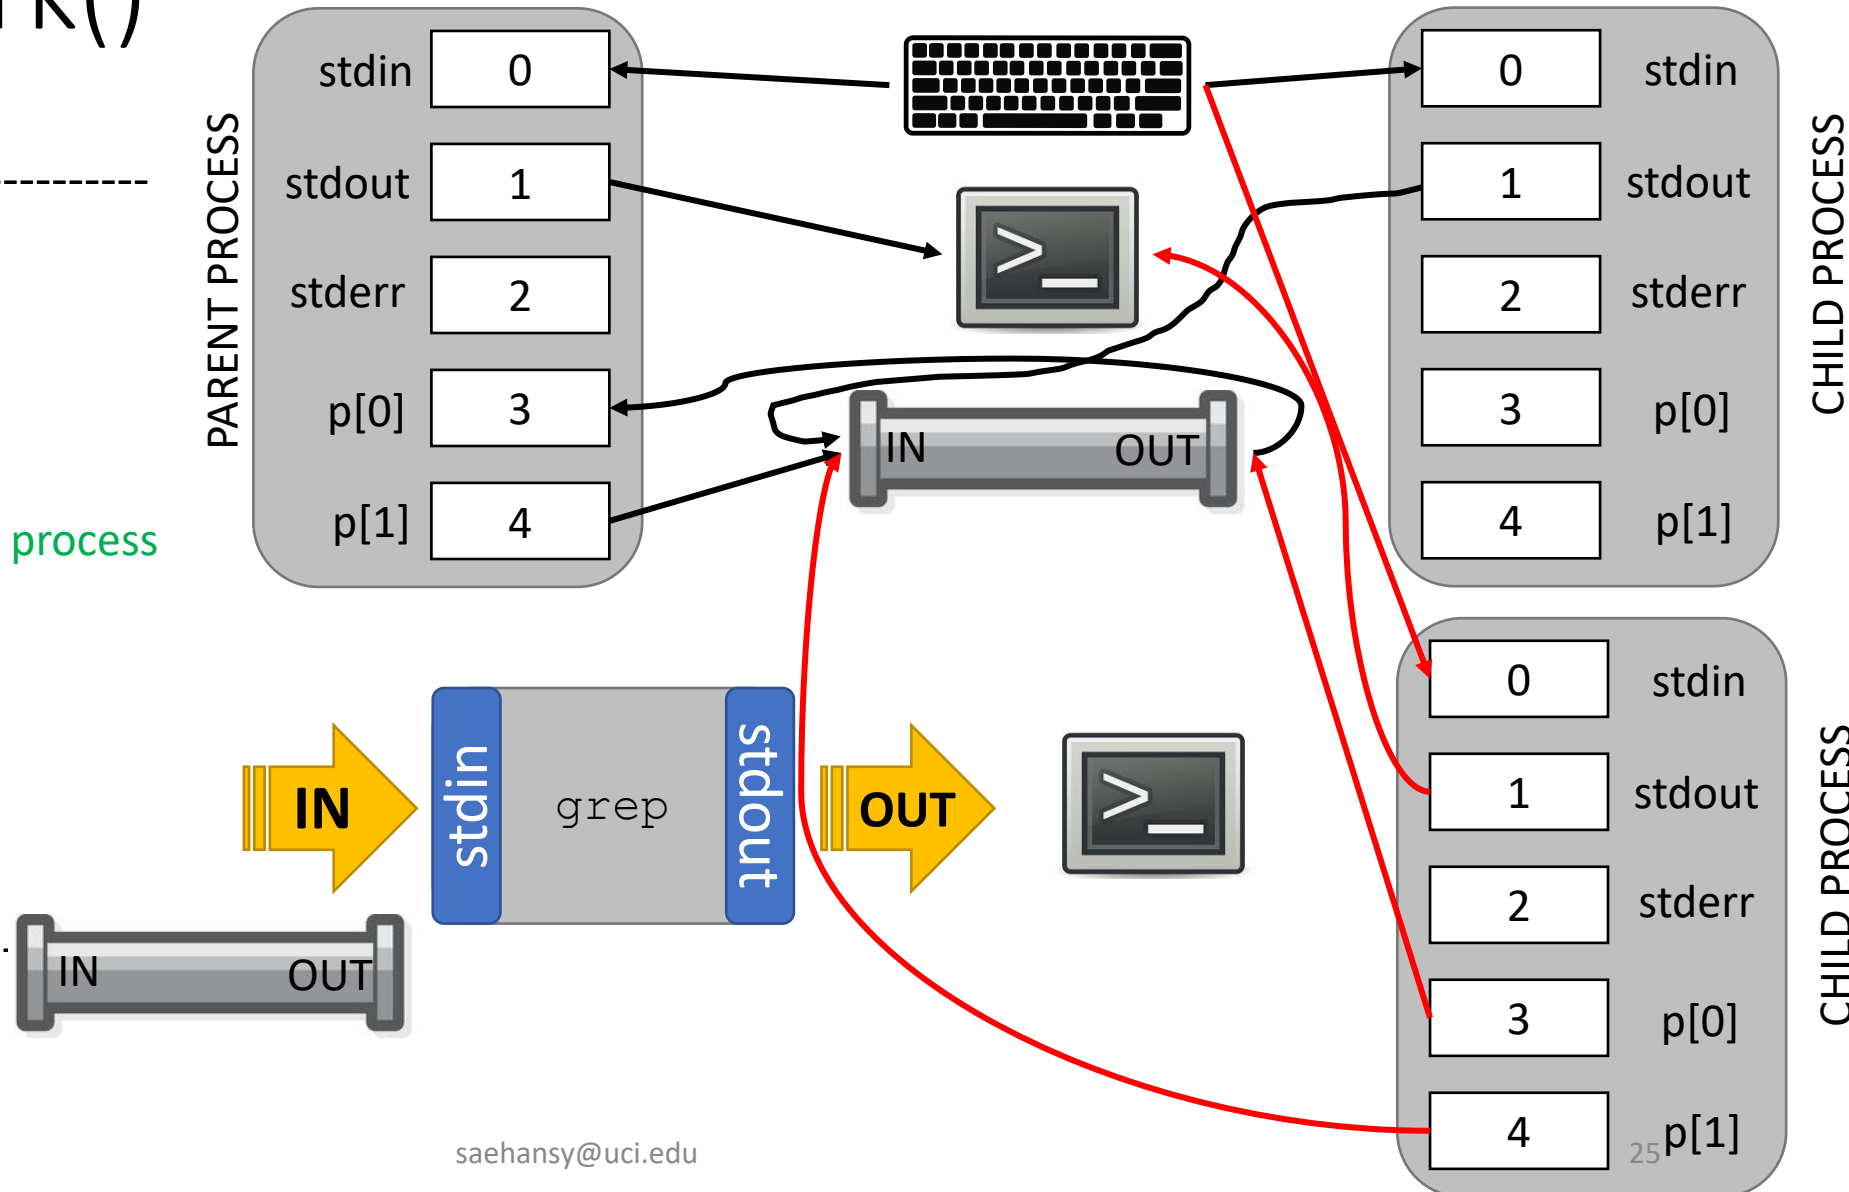 rk()
PARENT PROCESS
stdin 0
stdout 1
stderr 2
p[0] 3
p[1] 4
>_
IN OUT
0 stdin
1 stdout
2 stderr
3 p[0]
4 p[1]
CHILD PROCESS
----------
process
IN
stdin
grep
stdout
OUT
>_
IN OUT
0 stdin
1 stdout
2 stderr
3 p[0]
4 p[1]
CHILD PROCESS
saehansy@uci.edu
25